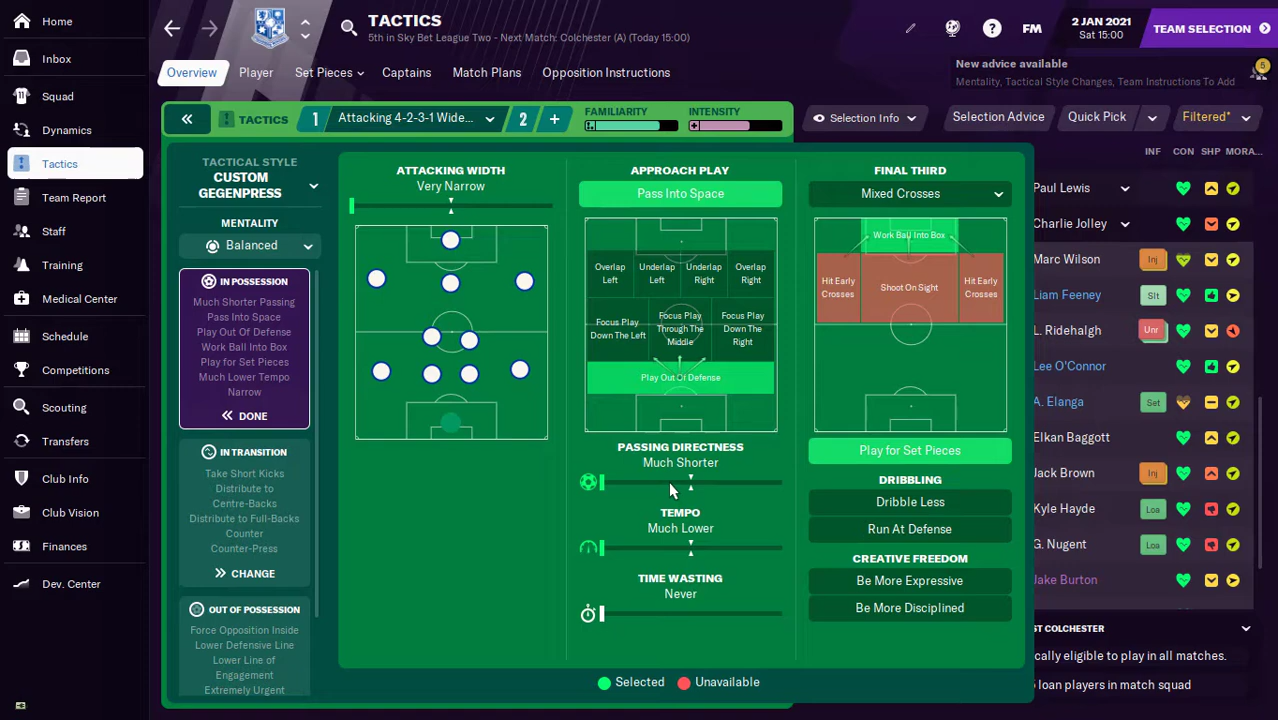 Home
Inbox
Squad
Dynamics
Tactics
Team Report
Staff
Training
Medical Center
Schedule
Competitions
Scouting
Transfers
Club Info
Club Vision
Finances
Dev. Center
TACTICS
5th in Sky Bet League Two - Next Match: Colchester (A) (Today 15:00)
FM
2 JAN 2021
Sat 15:00
TEAM SELECTION
Overview
Player
Set Pieces
Captains
Match Plans
Opposition Instructions
New advice available
Mentality, Tactical Style Changes, Team Instructions To Add
5
TACTICS
1
Attacking 4-2-3-1 Wide...
2
+
FAMILIARITY
INTENSITY
Selection Info
Selection Advice
Quick Pick
Filtered*
TACTICAL STYLE
CUSTOM
GEGENPRESS
MENTALITY
Balanced
IN POSSESSION
Much Shorter Passing
Pass Into Space
Play Out Of Defense
Work Ball Into Box
Play for Set Pieces
Much Lower Tempo
Narrow
DONE
IN TRANSITION
Take Short Kicks
Distribute to
Centre-Backs
Distribute to Full-Backs
Counter
Counter-Press
CHANGE
OUT OF POSSESSION
Force Opposition Inside
Lower Defensive Line
Lower Line of
Engagement
Extremely Urgent
ATTACKING WIDTH
Very Narrow
APPROACH PLAY
Pass Into Space
Overlap
Left
Underlap
Left
Underlap
Right
Overlap
Right
Focus Play
Down The Left
Focus Play
Through The
Middle
Focus Play
Down The
Right
Play Out Of Defense
PASSING DIRECTNESS
Much Shorter
TEMPO
Much Lower
TIME WASTING
Never
FINAL THIRD
Mixed Crosses
Work Ball Into Box
Hit Early
Crosses
Shoot On Sight
Hit Early
Crosses
Play for Set Pieces
DRIBBLING
Dribble Less
Run At Defense
CREATIVE FREEDOM
Be More Expressive
Be More Disciplined
Selected
Unavailable
INF
CON
SHP
MORA...
Paul Lewis
Charlie Jolley
Marc Wilson
Inj
Liam Feeney
Slt
L. Ridehalgh
Unr
Lee O'Connor
A. Elanga
Set
Elkan Baggott
Jack Brown
Inj
Kyle Hayde
Loa
G. Nugent
Loa
Jake Burton
ST COLCHESTER
cally eligible to play in all matches.
loan players in match squad